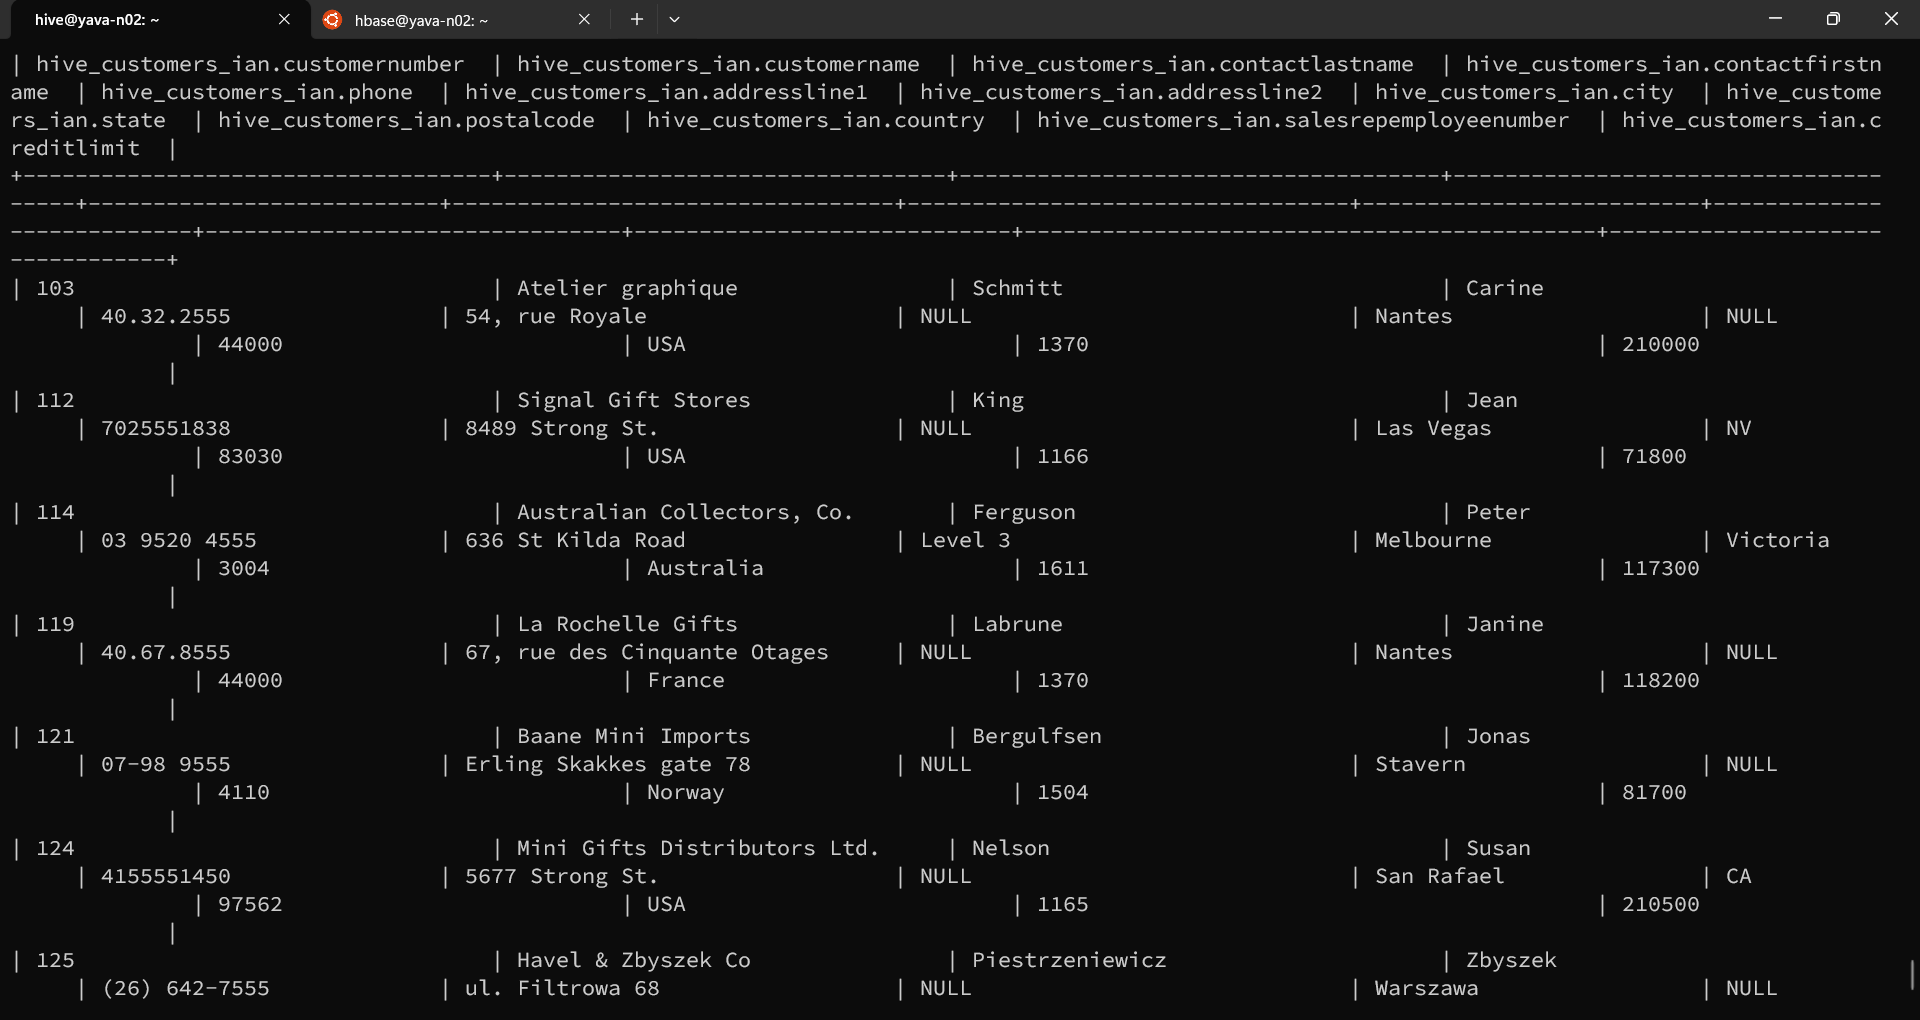 hive@yava-n02: ~ hbase@yava-n02: ~
| hive_customers_ian.customernumber | hive_customers_ian.customername | hive_customers_ian.contactlastname | hive_customers_ian.contactfirstn
ame | hive_customers_ian.phone | hive_customers_ian.addressline1 | hive_customers_ian.addressline2 | hive_customers_ian.city | hive_custome
rs_ian.state | hive_customers_ian.postalcode | hive_customers_ian.country | hive_customers_ian.salesrepemployeenumber | hive_customers_ian.c
reditlimit |
+-------------------------------------+----------------------------------+-------------------------------------+---------------------------------
-----+---------------------------+----------------------------------+----------------------------------+--------------------------+-------------
--------------+--------------------------------+-----------------------------+--------------------------------------------+---------------------
------------+
| 103 | Atelier graphique | Schmitt | Carine
| 40.32.2555 | 54, rue Royale | NULL | Nantes | NULL
| 44000 | USA | 1370 | 210000
|
| 112 | Signal Gift Stores | King | Jean
| 7025551838 | 8489 Strong St. | NULL | Las Vegas | NV
| 83030 | USA | 1166 | 71800
|
| 114 | Australian Collectors, Co. | Ferguson | Peter
| 03 9520 4555 | 636 St Kilda Road | Level 3 | Melbourne | Victoria
| 3004 | Australia | 1611 | 117300
|
| 119 | La Rochelle Gifts | Labrune | Janine
| 40.67.8555 | 67, rue des Cinquante Otages | NULL | Nantes | NULL
| 44000 | France | 1370 | 118200
|
| 121 | Baane Mini Imports | Bergulfsen | Jonas
| 07-98 9555 | Erling Skakkes gate 78 | NULL | Stavern | NULL
| 4110 | Norway | 1504 | 81700
|
| 124 | Mini Gifts Distributors Ltd. | Nelson | Susan
| 4155551450 | 5677 Strong St. | NULL | San Rafael | CA
| 97562 | USA | 1165 | 210500
|
| 125 | Havel & Zbyszek Co | Piestrzeniewicz | Zbyszek
| (26) 642-7555 | ul. Filtrowa 68 | NULL | Warszawa | NULL